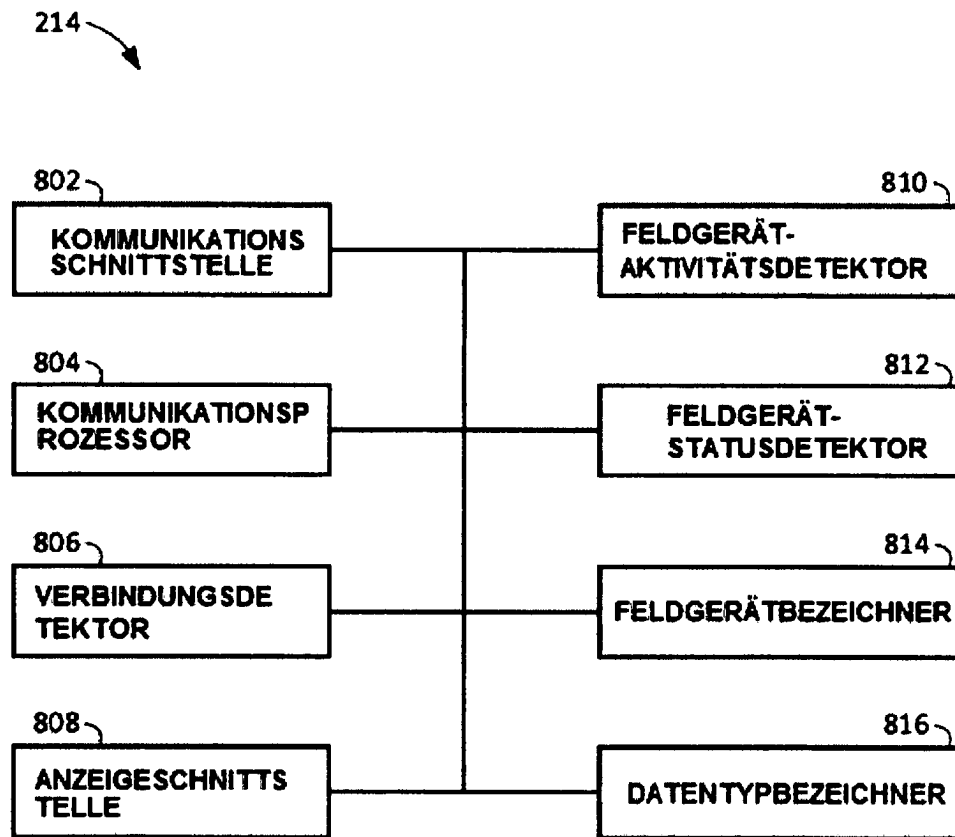 214
802
KOMMUNIKATIONS
SCHNITTSTELLE
810
FELDGERÄT-
AKTIVITÄTSDETEKTOR
804
KOMMUNIKATIONSP
ROZESSOR
812
FELDGERÄT-
STATUSDETEKTOR
806
VERBINDUNGSDE
TEKTOR
814
FELDGERÄTBEZEICHNER
808
ANZEIGESCHNITTS
TELLE
816
DATENTYPBEZEICHNER